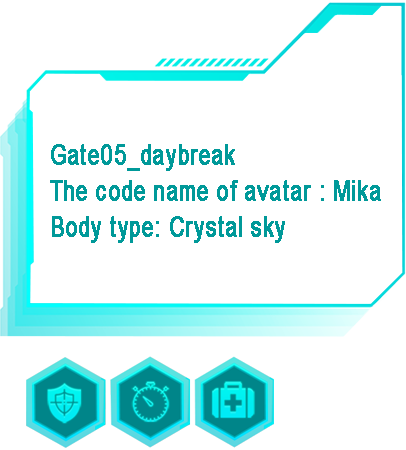 Gate05_daybreak
The code name of avatar : Mika
Body type: Crystal sky